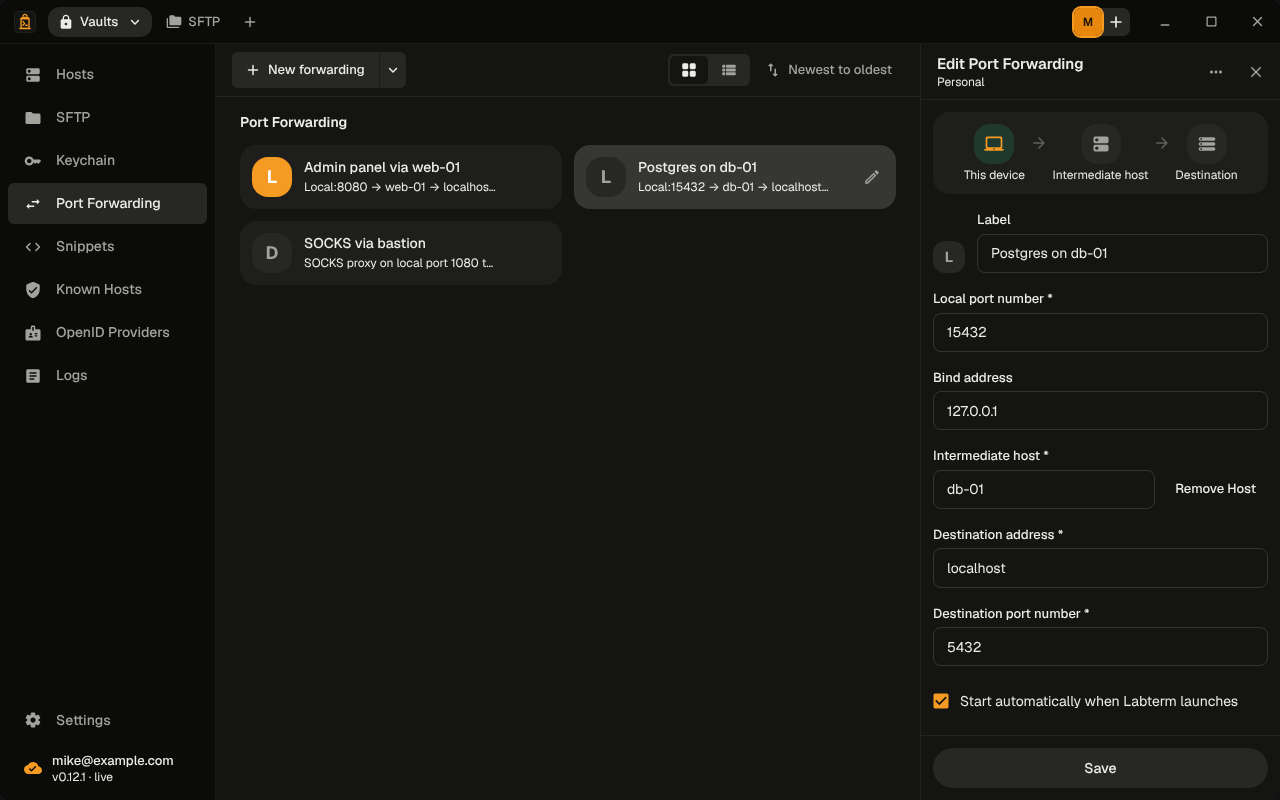 Vaults
SFTP
M
Hosts
SFTP
Keychain
Port Forwarding
Snippets
Known Hosts
OpenID Providers
Logs
Settings
mike@example.com
v0.12.1 · live
New forwarding
Newest to oldest
Port Forwarding
L
Admin panel via web-01
Local:8080 → web-01 → localhos…
L
Postgres on db-01
Local:15432 → db-01 → localhost…
D
SOCKS via bastion
SOCKS proxy on local port 1080 t…
Edit Port Forwarding
Personal
This device
Intermediate host
Destination
Label
L
Postgres on db-01
Local port number *
15432
Bind address
127.0.0.1
Intermediate host *
db-01
Remove Host
Destination address *
localhost
Destination port number *
5432
Start automatically when Labterm launches
Save